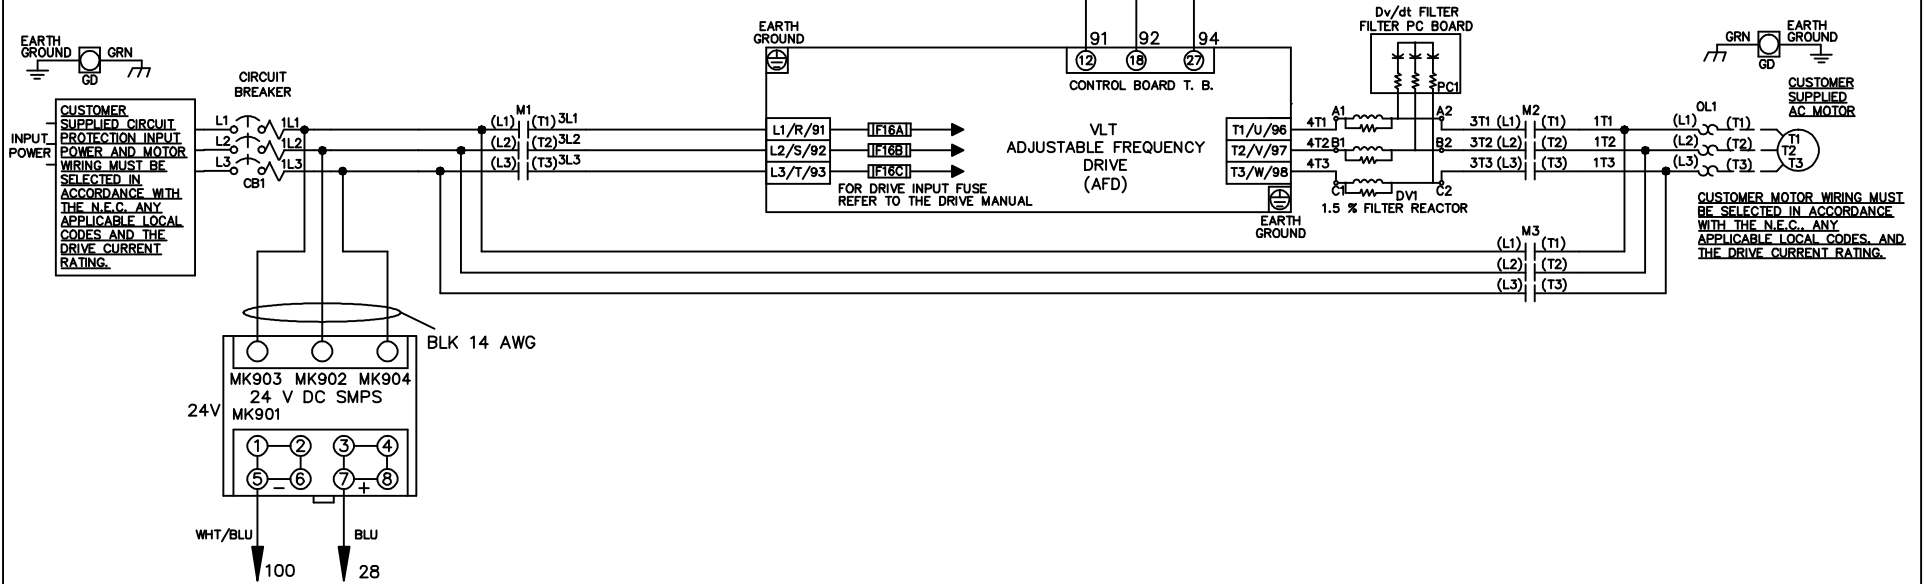 EARTH
GROUND
GRN
GD
CIRCUIT
BREAKER
INPUT
POWER
CUSTOMER
SUPPLIED CIRCUIT
PROTECTION INPUT
POWER AND MOTOR
WIRING MUST BE
SELECTED IN
ACCORDANCE WITH
THE N.E.C. ANY
APPLICABLE LOCAL
CODES AND THE
DRIVE CURRENT
RATING.
L1
1L1
L2
1L2
L3
1L3
CB1
M1
(L1) (T1) 3L1
(L2) (T2) 3L2
(L3) (T3) 3L3
EARTH
GROUND
91 92 94
12 18 27
CONTROL BOARD T. B.
L1/R/91
L2/S/92
L3/T/93
F16A
F16B
F16C
FOR DRIVE INPUT FUSE
REFER TO THE DRIVE MANUAL
VLT
ADJUSTABLE FREQUENCY
DRIVE
(AFD)
T1/U/96
T2/V/97
T3/W/98
EARTH
GROUND
Dv/dt FILTER
FILTER PC BOARD
PC1
4T1 A1 A2
4T2 B1 B2
4T3 C1 C2
DV1
1.5 % FILTER REACTOR
M2
3T1 (L1) (T1) 1T1
3T2 (L2) (T2) 1T2
3T3 (L3) (T3) 1T3
M3
(L1) (T1)
(L2) (T2)
(L3) (T3)
GRN
GD
EARTH
GROUND
CUSTOMER
SUPPLIED
AC MOTOR
OL1
(L1) (T1)
(L2) (T2)
(L3) (T3)
T1
T2
T3
CUSTOMER MOTOR WIRING MUST
BE SELECTED IN ACCORDANCE
WITH THE N.E.C.. ANY
APPLICABLE LOCAL CODES. AND
THE DRIVE CURRENT RATING.
BLK 14 AWG
MK903 MK902 MK904
24 V DC SMPS
24V MK901
1 2 3 4
5 - 6 7 + 8
WHT/BLU BLU
100 28